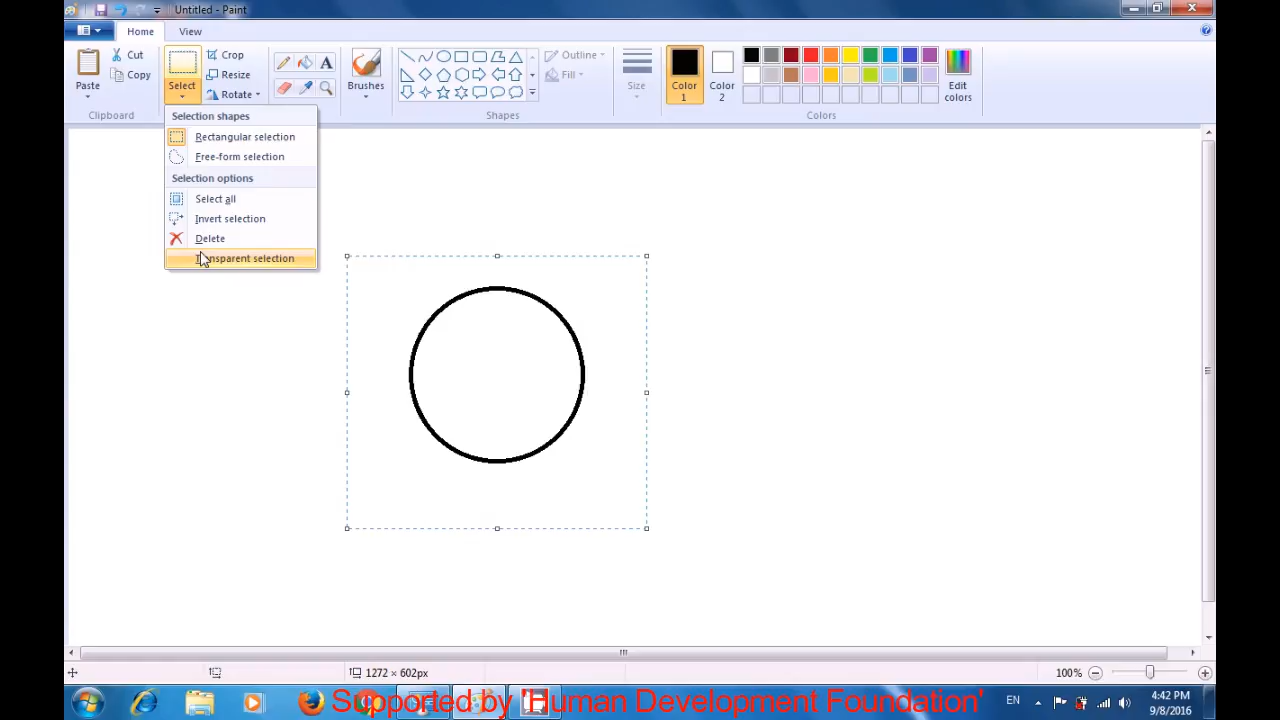 Untitled - Paint
Home
View
Paste
Cut
Copy
Clipboard
Select
Crop
Resize
Rotate
Selection shapes
Rectangular selection
Free-form selection
Selection options
Select all
Invert selection
Delete
Transparent selection
A
Brushes
Outline
Fill
Shapes
Size
Color
1
Color
2
Edit
colors
Colors
1272 × 602px
100%
Supported by 'Human Development Foundation'
EN
4:42 PM
9/8/2016